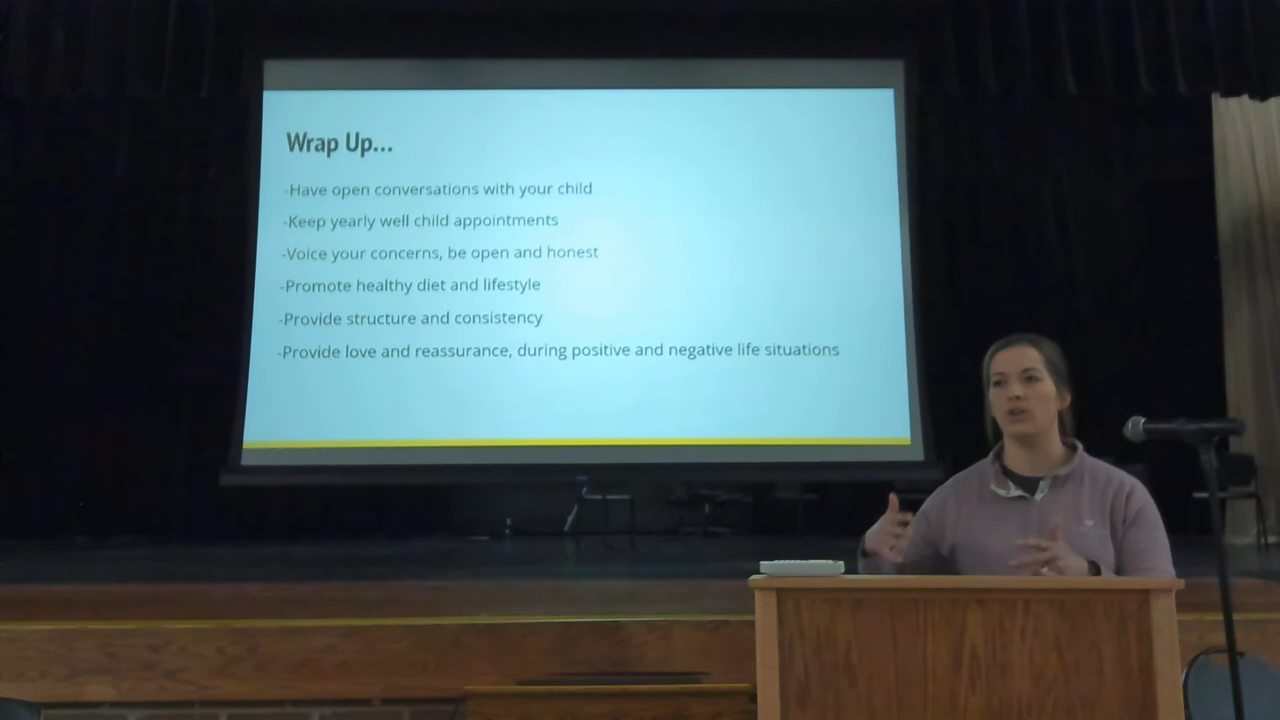 Wrap Up...
-Have open conversations with your child
-Keep yearly well child appointments
-Voice your concerns, be open and honest
-Promote healthy diet and lifestyle
-Provide structure and consistency
-Provide love and reassurance, during positive and negative life situations